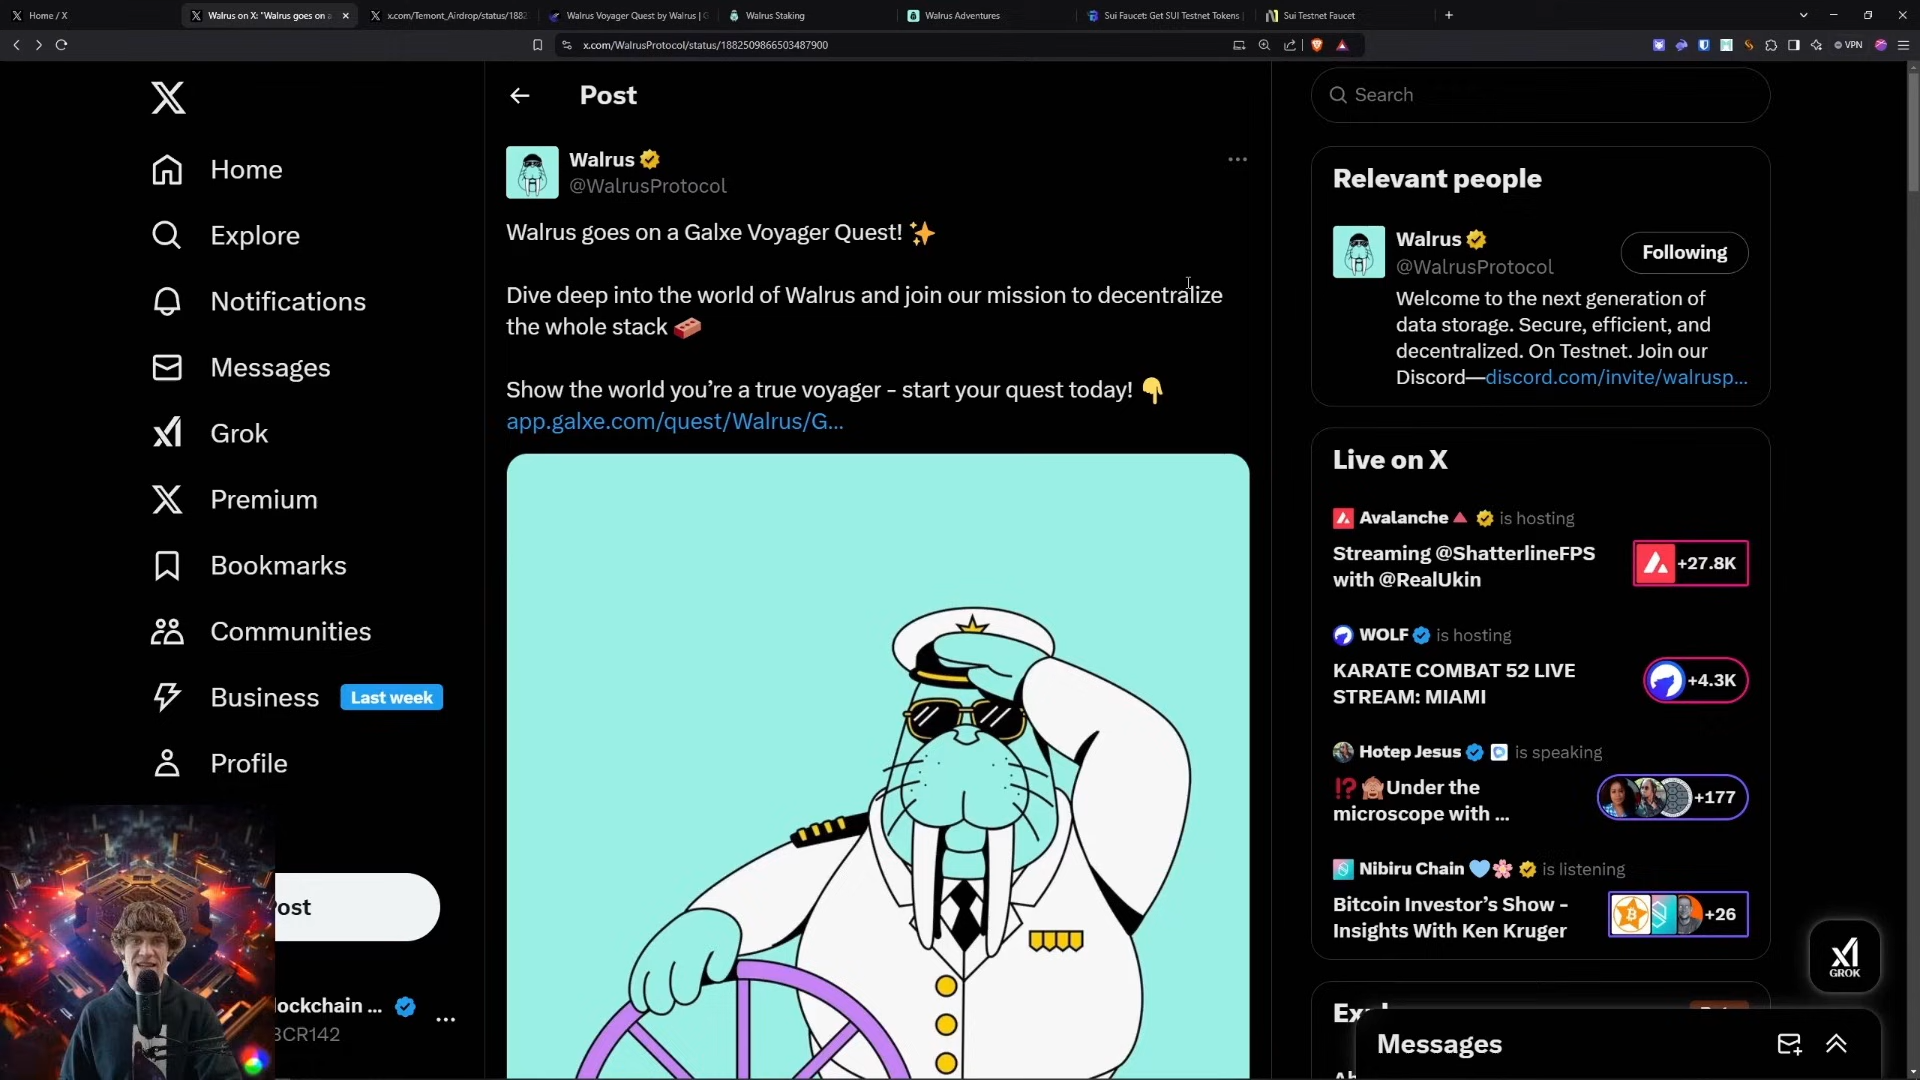 Home / X
Walrus on X: "Walrus goes on a
x.com/Temont_Airdrop/status/1882
Walrus Voyager Quest by Walrus | G
Walrus Staking
Walrus Adventures
Sui Faucet: Get SUI Testnet Tokens |
Sui Testnet Faucet
x.com/WalrusProtocol/status/1882509866503487900
VPN
Home
Explore
Notifications
Messages
Grok
Premium
Bookmarks
Communities
Business
Last week
Profile
ost
lockchain ...
BCR142
Post
Walrus
@WalrusProtocol
Walrus goes on a Galxe Voyager Quest! ✨
Dive deep into the world of Walrus and join our mission to decentralize
the whole stack 🧱
Show the world you’re a true voyager - start your quest today! 👇
app.galxe.com/quest/Walrus/G...
Search
Relevant people
Walrus
@WalrusProtocol
Following
Welcome to the next generation of
data storage. Secure, efficient, and
decentralized. On Testnet. Join our
Discord—discord.com/invite/walrusp...
Live on X
Avalanche🔺 is hosting
Streaming @ShatterlineFPS
with @RealUkin
+27.8K
WOLF is hosting
KARATE COMBAT 52 LIVE
STREAM: MIAMI
+4.3K
Hotep Jesus is speaking
⁉️🙈Under the
microscope with ...
+177
Nibiru Chain 💙🌸 is listening
Bitcoin Investor’s Show -
Insights With Ken Kruger
+26
GROK
Messages